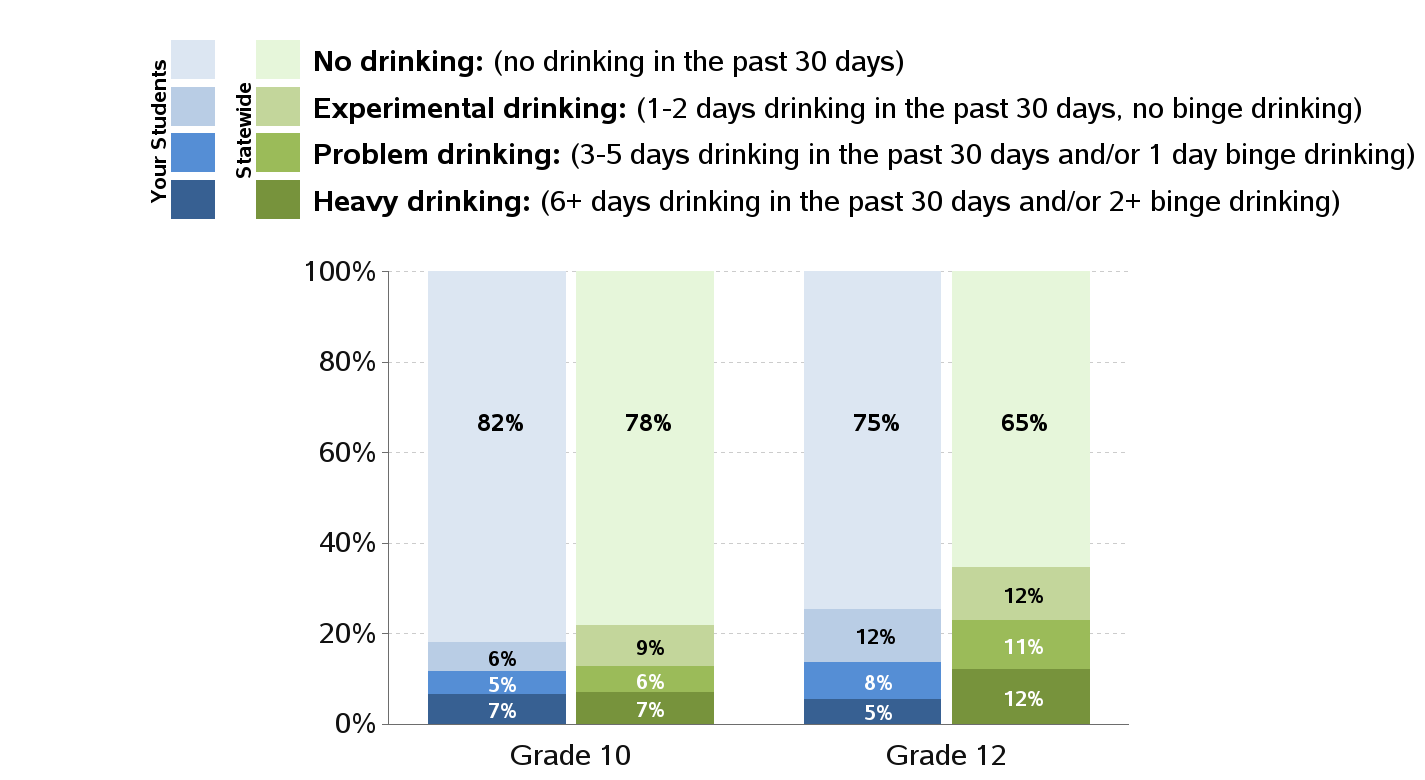 Your Students
Statewide
No drinking: (no drinking in the past 30 days)
Experimental drinking: (1-2 days drinking in the past 30 days, no binge drinking)
Problem drinking: (3-5 days drinking in the past 30 days and/or 1 day binge drinking)
Heavy drinking: (6+ days drinking in the past 30 days and/or 2+ binge drinking)
100%
80%
60%
40%
20%
0%
82%
6%
5%
7%
78%
9%
6%
7%
75%
12%
8%
5%
65%
12%
11%
12%
Grade 10
Grade 12